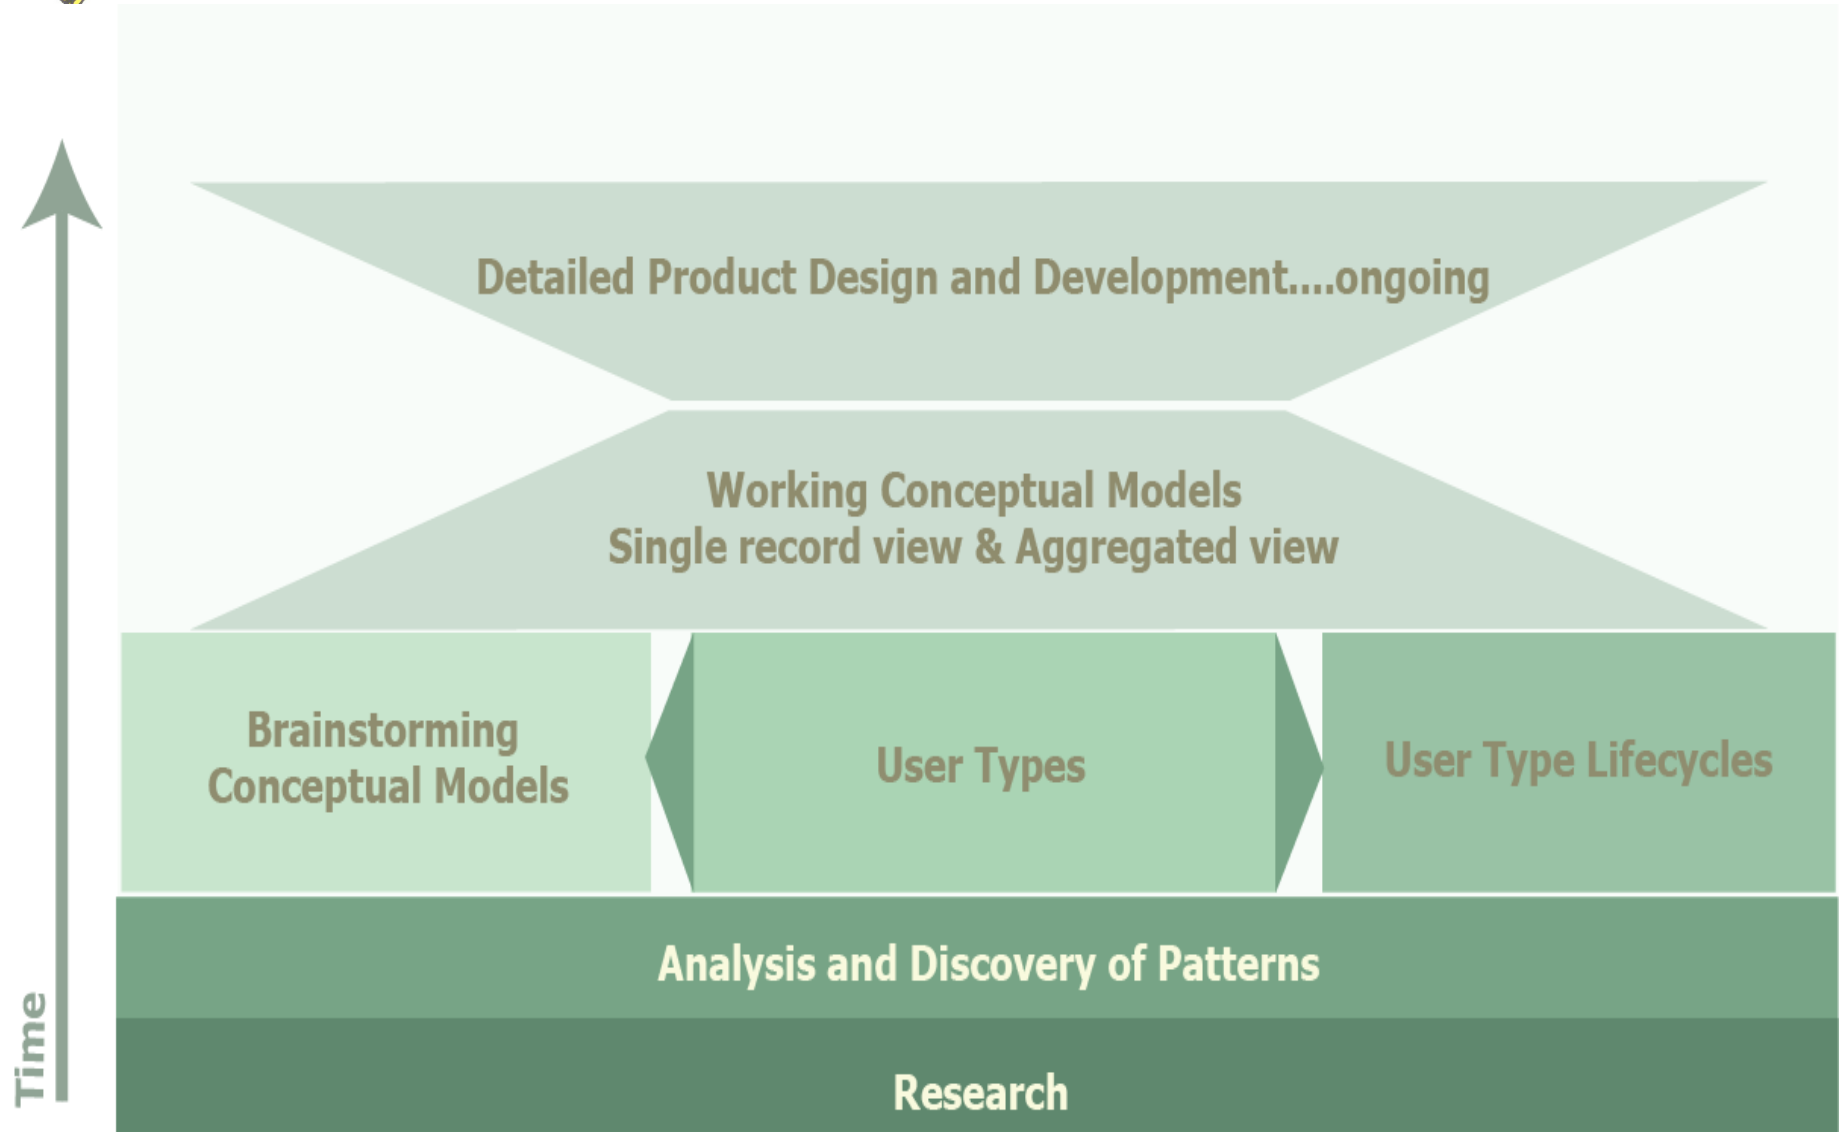 Detailed Product Design and Development....ongoing
Working Conceptual Models
Single record view & Aggregated view
Brainstorming
Conceptual Models
User Types
User Type Lifecycles
Analysis and Discovery of Patterns
Research
Time